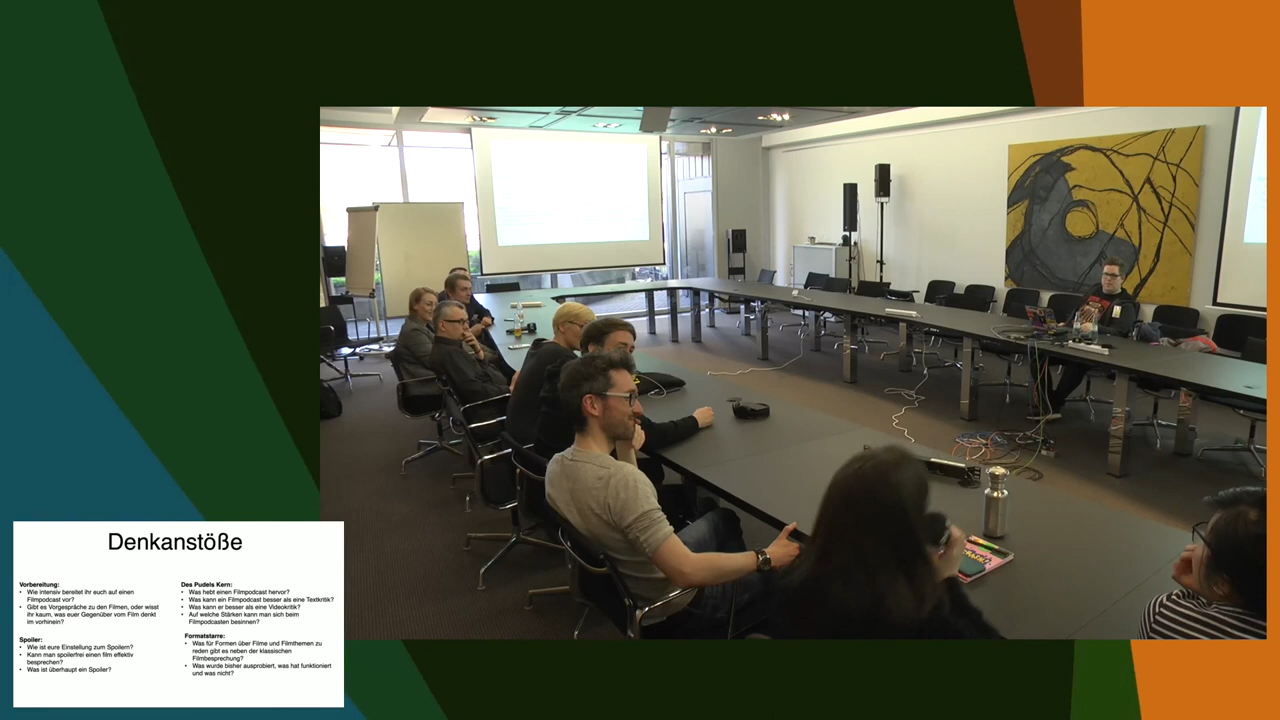 Denkanstöße
Vorbereitung:
• Wie intensiv bereitet ihr euch auf einen
Filmpodcast vor?
• Gibt es Vorgespräche zu den Filmen, oder wisst
ihr kaum, was euer Gegenüber vom Film denkt
im vorhinein?
Spoiler:
• Wie ist eure Einstellung zum Spoilern?
• Kann man spoilerfrei einen film effektiv
besprechen?
• Was ist überhaupt ein Spoiler?
Des Pudels Kern:
• Was hebt einen Filmpodcast hervor?
• Was kann ein Filmpodcast besser als eine Textkritik?
• Was kann er besser als eine Videokritik?
• Auf welche Stärken kann man sich beim
Filmpodcasten besinnen?
Formatstarre:
• Was für Formen über Filme und Filmthemen zu
reden gibt es neben der klassischen
Filmbesprechung?
• Was wurde bisher ausprobiert, was hat funktioniert
und was nicht?